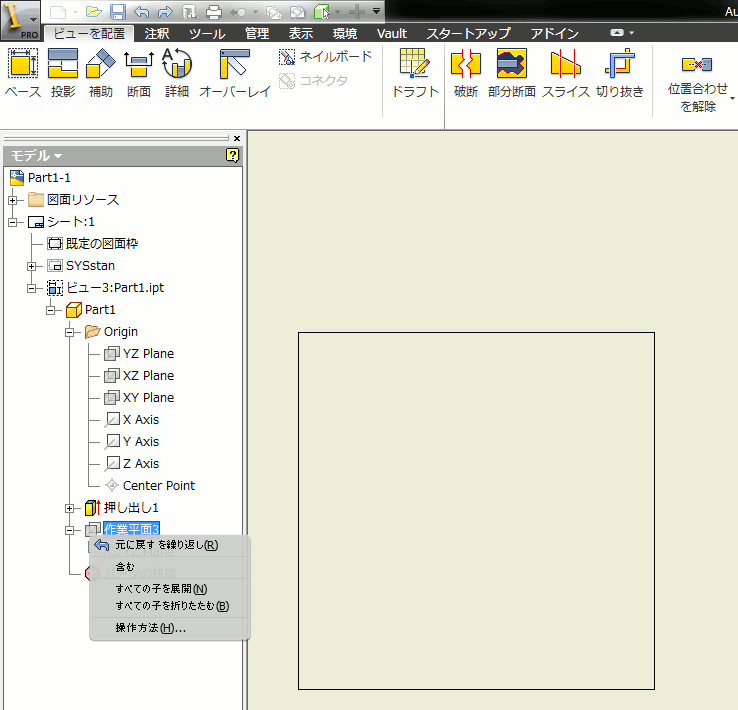 Au
PRO
ビューを配置 注釈 ツール 管理 表示 環境 Vault スタートアップ アドイン
ネイルボード
コネクタ
ベース 投影 補助 断面 詳細 オーバーレイ ドラフト 破断 部分断面 スライス 切り抜き 位置合わせ
を解除
モデル
Part1-1
図面リソース
シート:1
既定の図面枠
SYSstan
ビュー3:Part1.ipt
Part1
Origin
YZ Plane
XZ Plane
XY Plane
X Axis
Y Axis
Z Axis
Center Point
押し出し1
作業平面3
元に戻す を繰り返し(R)
含む
すべての子を展開(N)
すべての子を折りたたむ(B)
操作方法(H)...